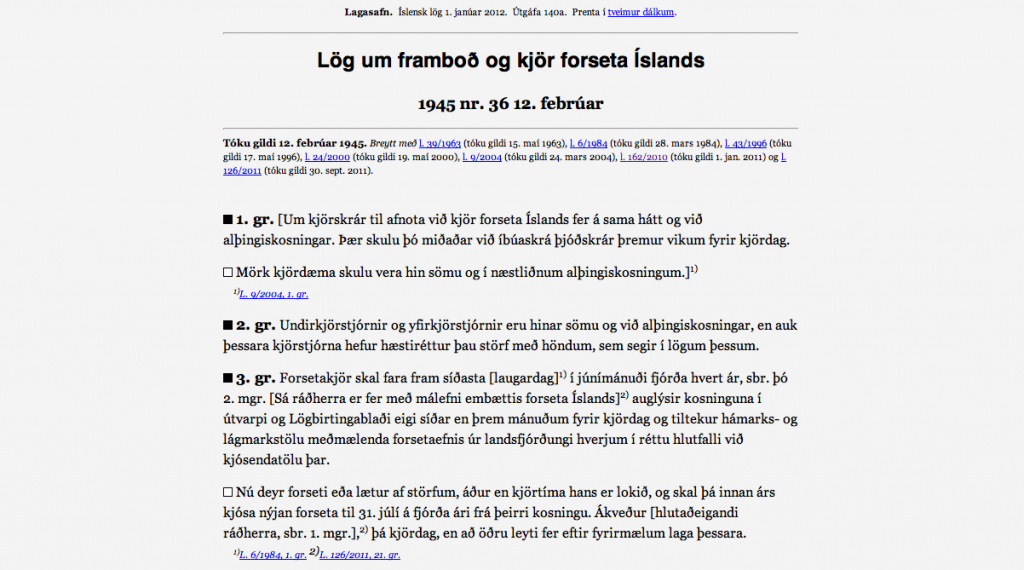 Lagasafn. Íslensk lög 1. janúar 2012. Útgáfa 140a. Prenta í tveimur dálkum.
Lög um framboð og kjör forseta Íslands
1945 nr. 36 12. febrúar
Tóku gildi 12. febrúar 1945. Breytt með l. 39/1963 (tóku gildi 15. maí 1963), l. 6/1984 (tóku gildi 28. mars 1984), l. 43/1996 (tóku
gildi 17. maí 1996), l. 24/2000 (tóku gildi 19. maí 2000), l. 9/2004 (tóku gildi 24. mars 2004), l. 162/2010 (tóku gildi 1. jan. 2011) og l.
126/2011 (tóku gildi 30. sept. 2011).
■ 1. gr. [Um kjörskrár til afnota við kjör forseta Íslands fer á sama hátt og við
alþingiskosningar. Þær skulu þó miðaðar við íbúaskrá þjóðskrár þremur vikum fyrir kjördag.
□ Mörk kjördæma skulu vera hin sömu og í næstliðnum alþingiskosningum.]1)
1)L. 9/2004, 1. gr.
■ 2. gr. Undirkjörstjórnir og yfirkjörstjórnir eru hinar sömu og við alþingiskosningar, en auk
þessara kjörstjórna hefur hæstiréttur þau störf með höndum, sem segir í lögum þessum.
■ 3. gr. Forsetakjör skal fara fram síðasta [laugardag]1) í júnímánuði fjórða hvert ár, sbr. þó
2. mgr. [Sá ráðherra er fer með málefni embættis forseta Íslands]2) auglýsir kosninguna í
útvarpi og Lögbirtingablaði eigi síðar en þrem mánuðum fyrir kjördag og tiltekur hámarks- og
lágmarkstölu meðmælenda forsetaefnis úr landsfjórðungi hverjum í réttu hlutfalli við
kjósendatölu þar.
□ Nú deyr forseti eða lætur af störfum, áður en kjörtíma hans er lokið, og skal þá innan árs
kjósa nýjan forseta til 31. júlí á fjórða ári frá þeirri kosningu. Ákveður [hlutaðeigandi
ráðherra, sbr. 1. mgr.],2) þá kjördag, en að öðru leyti fer eftir fyrirmælum laga þessara.
1)L. 6/1984, 1. gr. 2)L. 126/2011, 21. gr.